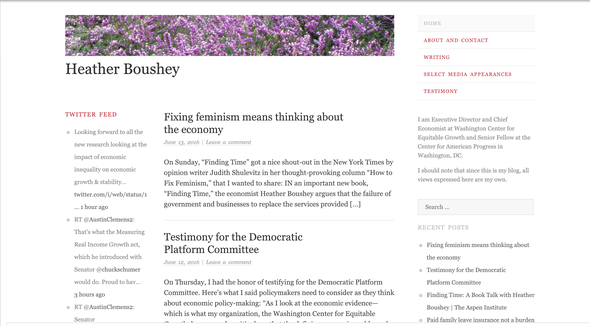 Heather Boushey
TWITTER FEED
Looking forward to all the
new research looking at the
impact of economic
inequality on economic
growth & stability...
twitter.com/i/web/status/1
... 1 hour ago
RT @AustinClemens2:
That's what the Measuring
Real Income Growth act,
which he introduced with
Senator @chuckschumer
would do. Proud to hav...
3 hours ago
RT @AustinClemens2:
Senator
Fixing feminism means thinking about
the economy
June 13, 2016 | Leave a comment
On Sunday, “Finding Time” got a nice shout-out in the New York Times by
opinion writer Judith Shulevitz in her thought-provoking column “How to
Fix Feminism,” that I wanted to share: IN an important new book,
“Finding Time,” the economist Heather Boushey argues that the failure of
government and businesses to replace the services provided [...]
Testimony for the Democratic
Platform Committee
June 12, 2016 | Leave a comment
On Thursday, I had the honor of testifying for the Democratic Platform
Committee. Here's what I said policymakers need to consider as they think
about economic policy-making: “As I look at the economic evidence—
which is what my organization, the Washington Center for Equitable
HOME
ABOUT AND CONTACT
WRITING
SELECT MEDIA APPEARANCES
TESTIMONY
I am Executive Director and Chief
Economist at Washington Center for
Equitable Growth and Senior Fellow at the
Center for American Progress in
Washington, DC.
I should note that since this is my blog, all
views expressed here are my own.
Search ...
RECENT POSTS
Fixing feminism means thinking about
the economy
Testimony for the Democratic
Platform Committee
Finding Time: A Book Talk with Heather
Boushey | The Aspen Institute
Paid family leave insurance not a burden